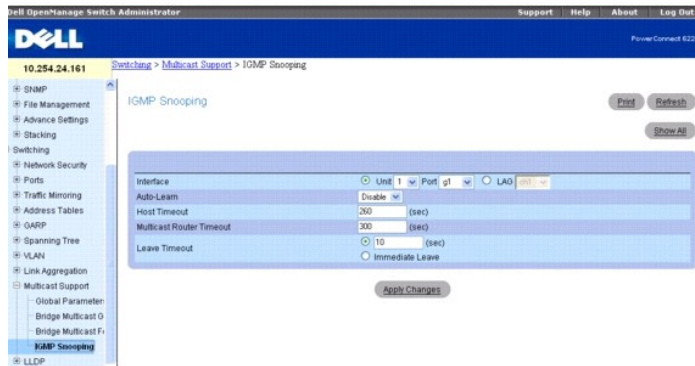 Dell OpenManage Switch Administrator Support Help About Log Out
DELL
PowerConnect 622
10.254.24.161
Switching > Multicast Support > IGMP Snooping
SNMP
File Management
Advance Settings
Stacking
Switching
Network Security
Ports
Traffic Mirroring
Address Tables
GARP
Spanning Tree
VLAN
Link Aggregation
Multicast Support
Global Parameter
Bridge Multicast G
Bridge Multicast F
IGMP Snooping
LLDP
IGMP Snooping
Print Refresh
Show All
Interface Unit 1 Port g1 LAG ch1
Auto-Learn Disable
Host Timeout 260 (sec)
Multicast Router Timeout 300 (sec)
Leave Timeout 10 (sec)
Immediate Leave
Apply Changes